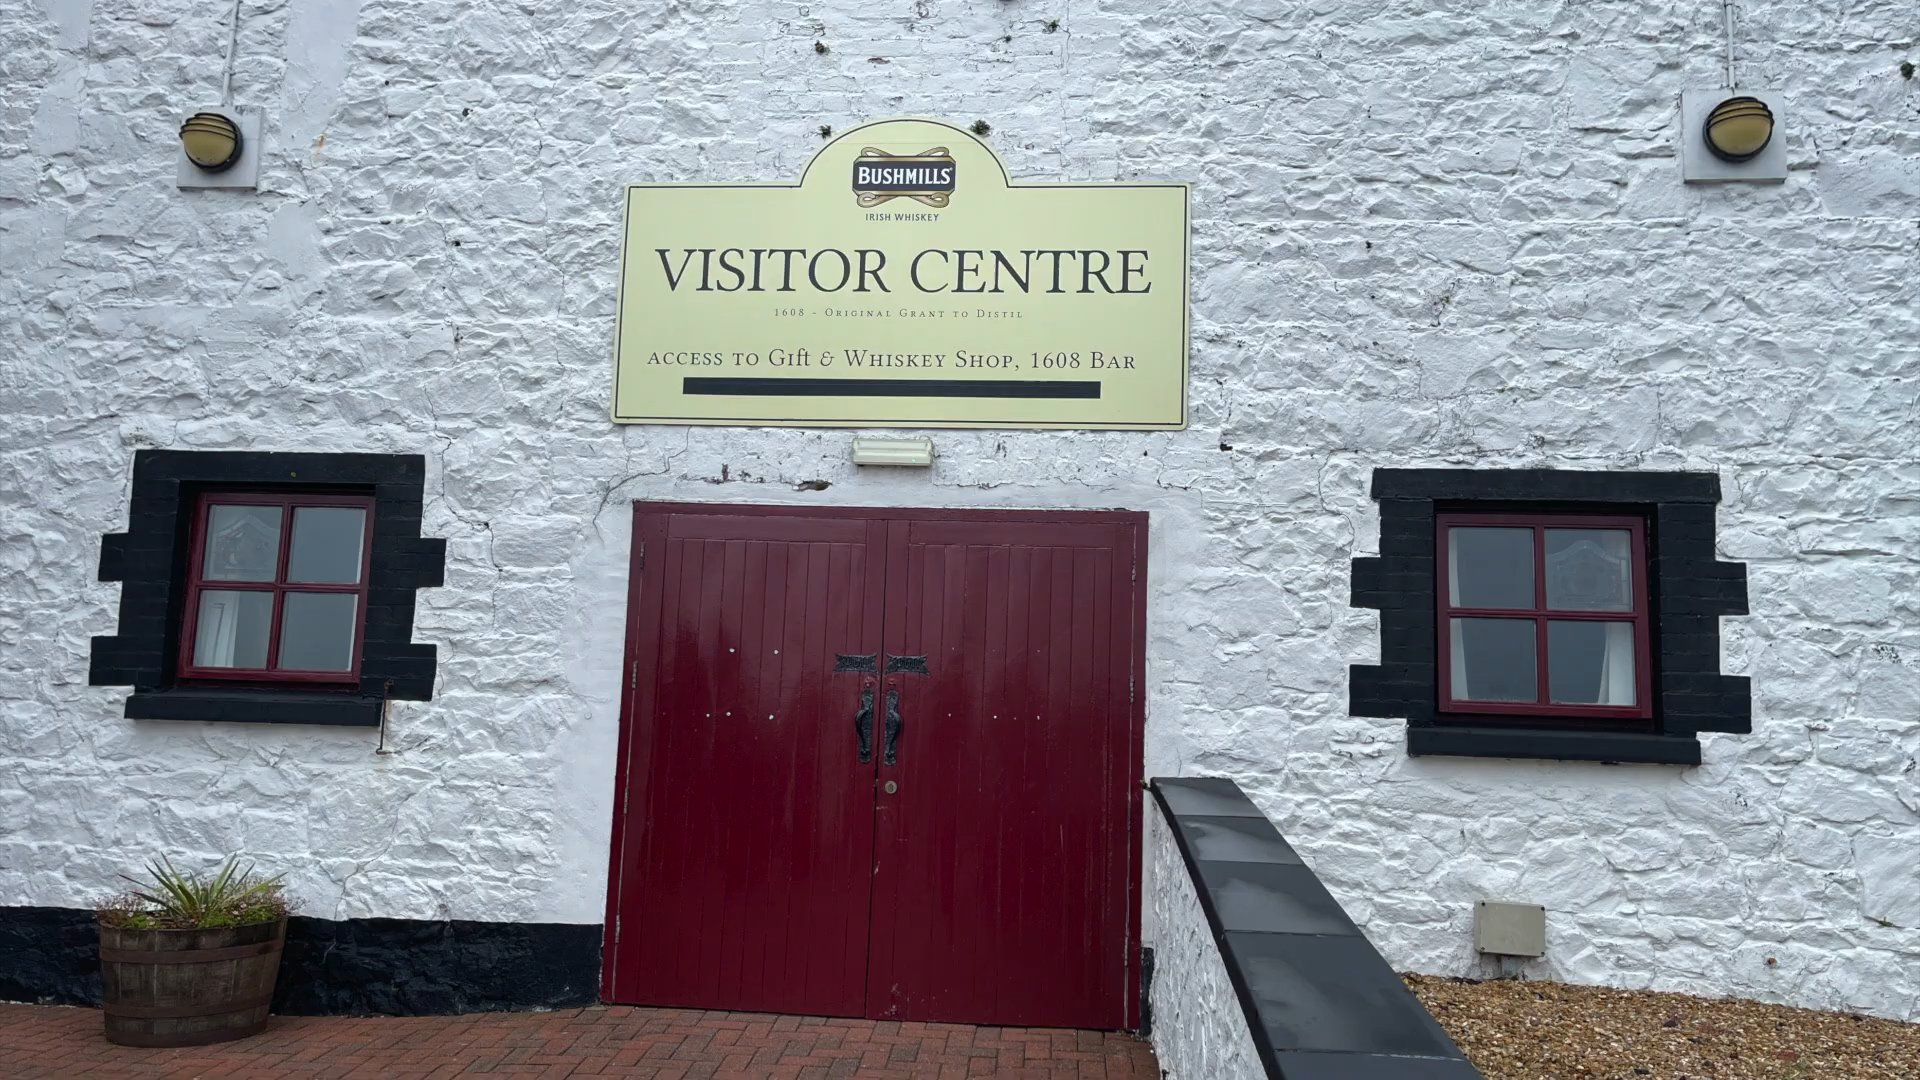 BUSHMILLS
IRISH WHISKEY
VISITOR CENTRE
1608 - ORIGINAL GRANT TO DISTIL
ACCESS TO Gift & WHISKEY SHOP, 1608 BAR